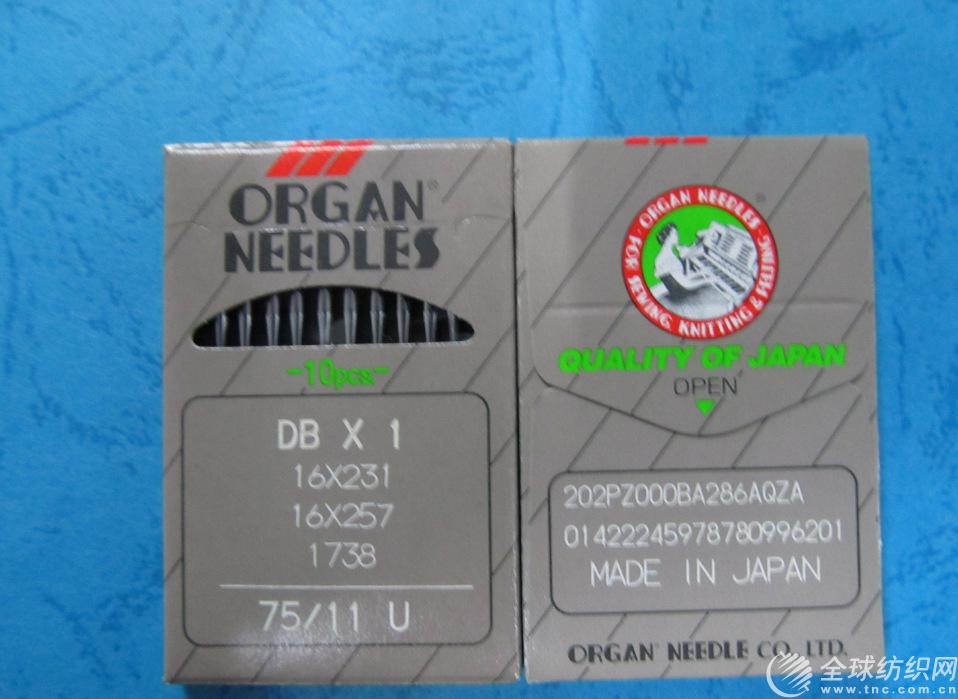 ORGAN®
NEEDLES
-10pcs.-
DB X 1
16X231
16X257
1738
75/11 U
· ORGAN NEEDLES · FOR SEWING, KNITTING & FELTING
QUALITY OF JAPAN
OPEN
202PZ000BA286AQZA
01422245978780996201
MADE IN JAPAN
ORGAN NEEDLE CO., LTD.
全球纺织网
www.tnc.com.cn